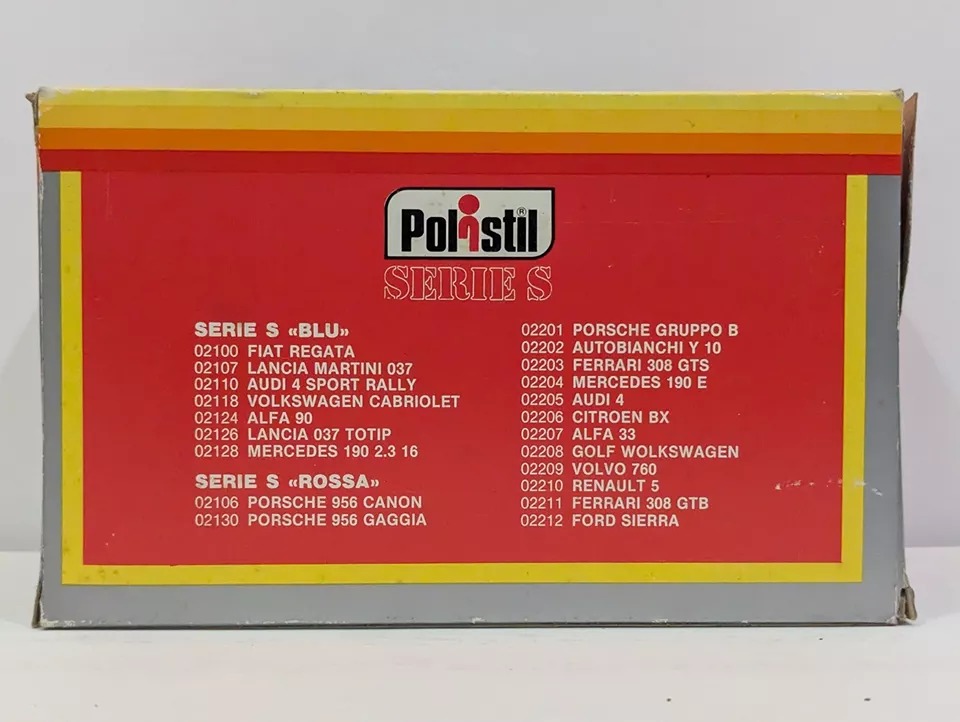 Polistil®
SERIE S
SERIE S «BLU»
02100 FIAT REGATA
02107 LANCIA MARTINI 037
02110 AUDI 4 SPORT RALLY
02118 VOLKSWAGEN CABRIOLET
02124 ALFA 90
02126 LANCIA 037 TOTIP
02128 MERCEDES 190 2.3 16
SERIE S «ROSSA»
02106 PORSCHE 956 CANON
02130 PORSCHE 956 GAGGIA
02201 PORSCHE GRUPPO B
02202 AUTOBIANCHI Y 10
02203 FERRARI 308 GTS
02204 MERCEDES 190 E
02205 AUDI 4
02206 CITROEN BX
02207 ALFA 33
02208 GOLF WOLKSWAGEN
02209 VOLVO 760
02210 RENAULT 5
02211 FERRARI 308 GTB
02212 FORD SIERRA